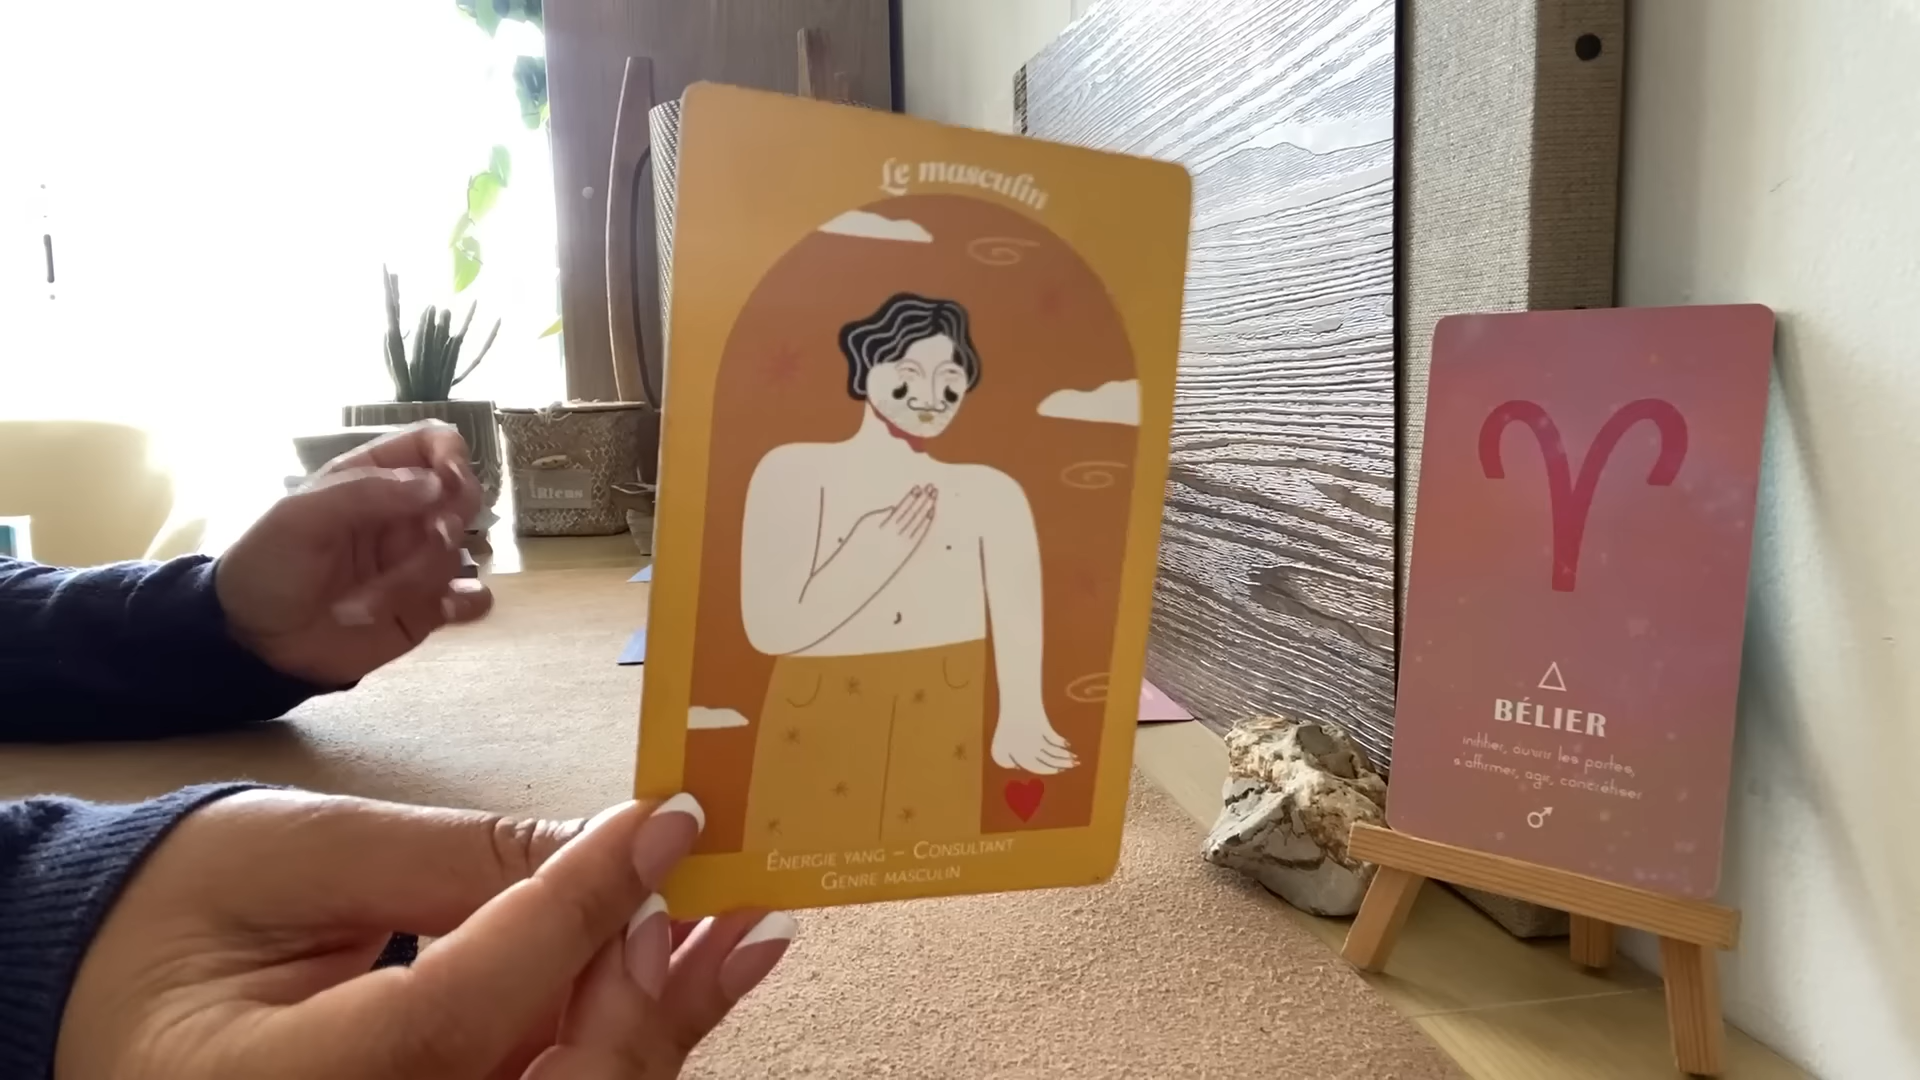 Le masculin
ÉNERGIE YANG – CONSULTANT
GENRE MASCULIN
BÉLIER
initier, ouvrir les portes,
s'affirmer, agir, concrétiser